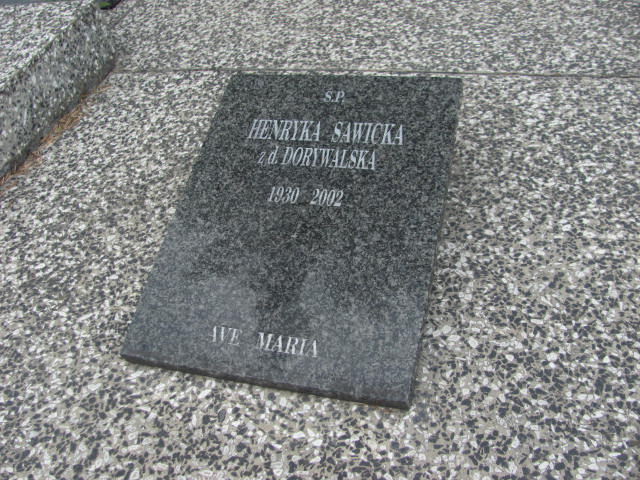 Ś.P.
HENRYKA SAWICKA
z d. DORYWALSKA
1930 2002
AVE MARIA